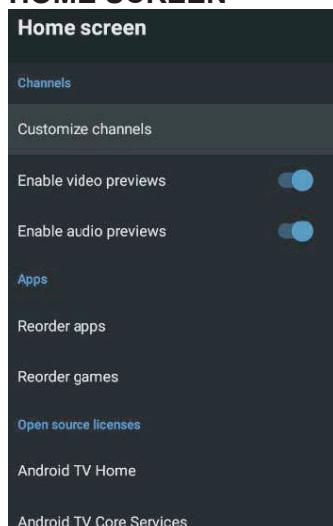 HOME SCREEN
Home screen
Channels
Customize channels
Enable video previews
Enable audio previews
Apps
Reorder apps
Reorder games
Open source licenses
Android TV Home
Android TV Core Services